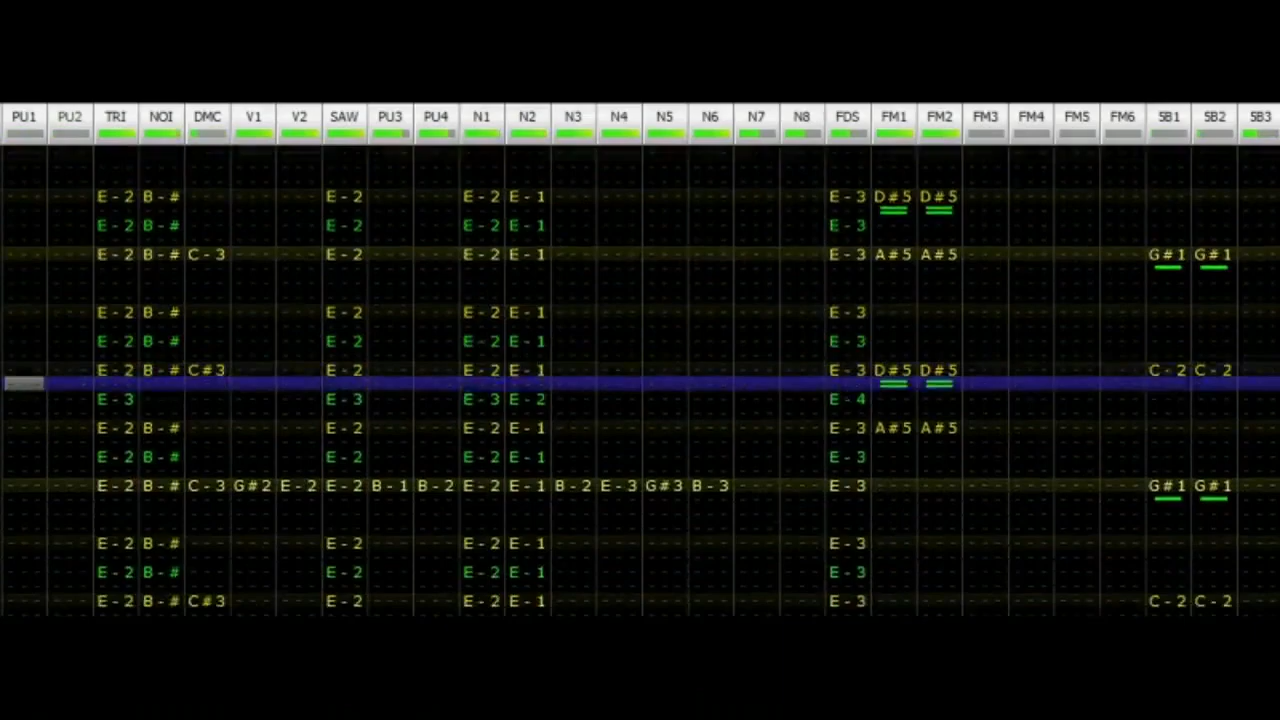 PU1 PU2 TRI NOI DMC V1 V2 SAW PU3 PU4 N1 N2 N3 N4 N5 N6 N7 N8 FDS FM1 FM2 FM3 FM4 FM5 FM6 SB1 SB2 SB3
E-2 B-# E-2 E-2 E-1 E-3 D#5 D#5
E-2 B-# E-2 E-2 E-1 E-3
E-2 B-# C-3 E-2 E-2 E-1 E-3 A#5 A#5 G#1 G#1
E-2 B-# E-2 E-2 E-1 E-3
E-2 B-# E-2 E-2 E-1 E-3
E-2 B-# C#3 E-2 E-2 E-1 E-3 D#5 D#5 C-2 C-2
E-3 E-3 E-3 E-2 E-4
E-2 B-# E-2 E-2 E-1 E-3 A#5 A#5
E-2 B-# E-2 E-2 E-1 E-3
E-2 B-# C-3 G#2 E-2 E-2 B-1 B-2 E-2 E-1 B-2 E-3 G#3 B-3 E-3 G#1 G#1
E-2 B-# E-2 E-2 E-1 E-3
E-2 B-# E-2 E-2 E-1 E-3
E-2 B-# C#3 E-2 E-2 E-1 E-3 C-2 C-2